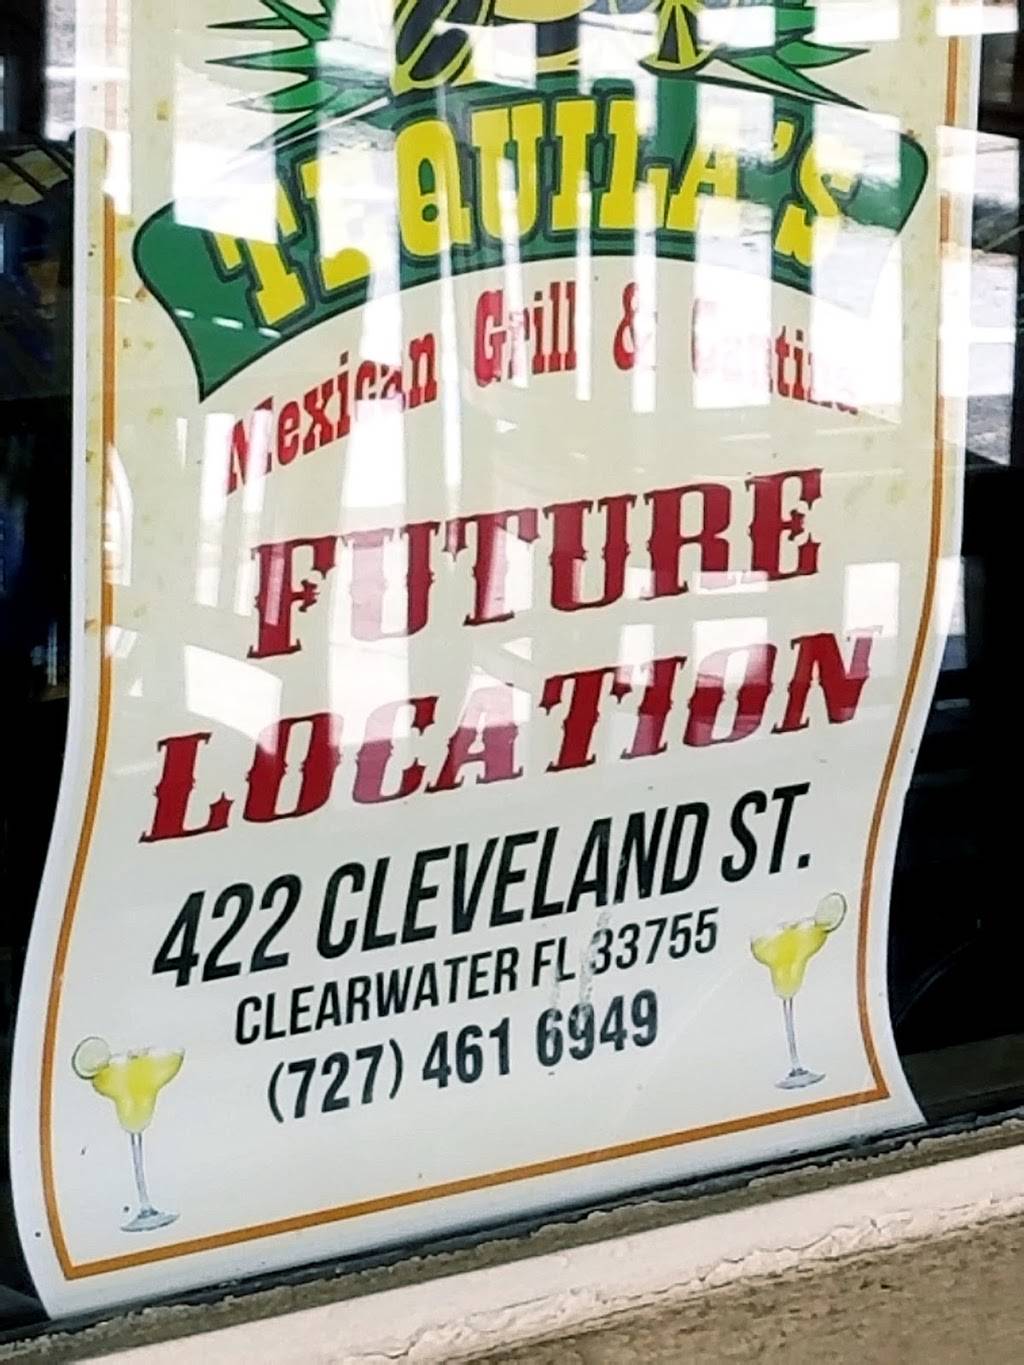 TEQUILA'S
Mexican Grill & Cantina
FUTURE
LOCATION
422 CLEVELAND ST.
CLEARWATER FL 33755
(727) 461 6949